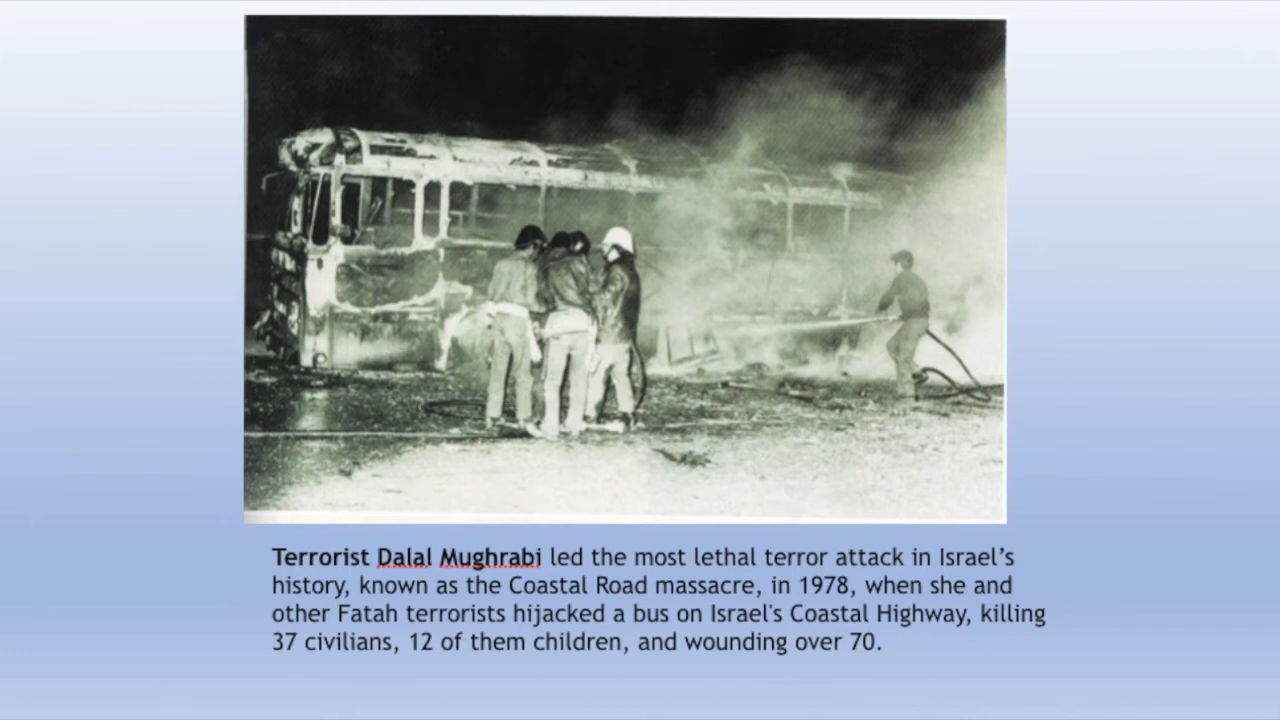 Terrorist Dalal Mughrabi led the most lethal terror attack in Israel’s
history, known as the Coastal Road massacre, in 1978, when she and
other Fatah terrorists hijacked a bus on Israel's Coastal Highway, killing
37 civilians, 12 of them children, and wounding over 70.